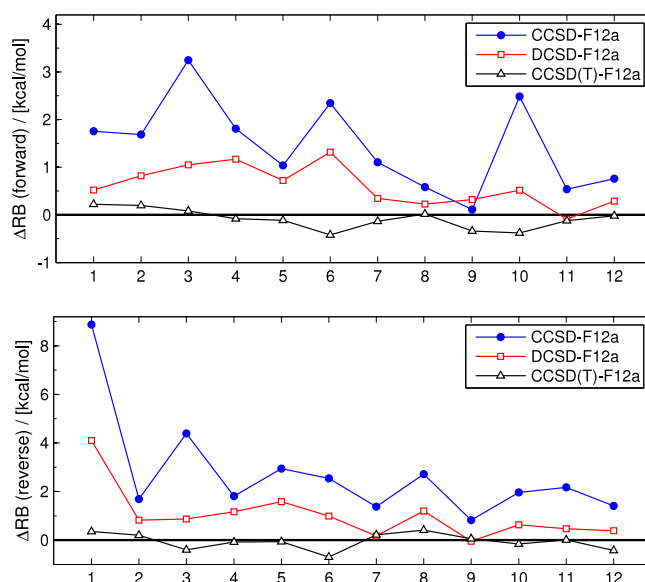 ΔRB (forward) / [kcal/mol]
4
3
2
1
0
-1
CCSD-F12a
DCSD-F12a
CCSD(T)-F12a
1 2 3 4 5 6 7 8 9 10 11 12
ΔRB (reverse) / [kcal/mol]
8
6
4
2
0
CCSD-F12a
DCSD-F12a
CCSD(T)-F12a
1 2 3 4 5 6 7 8 9 10 11 12